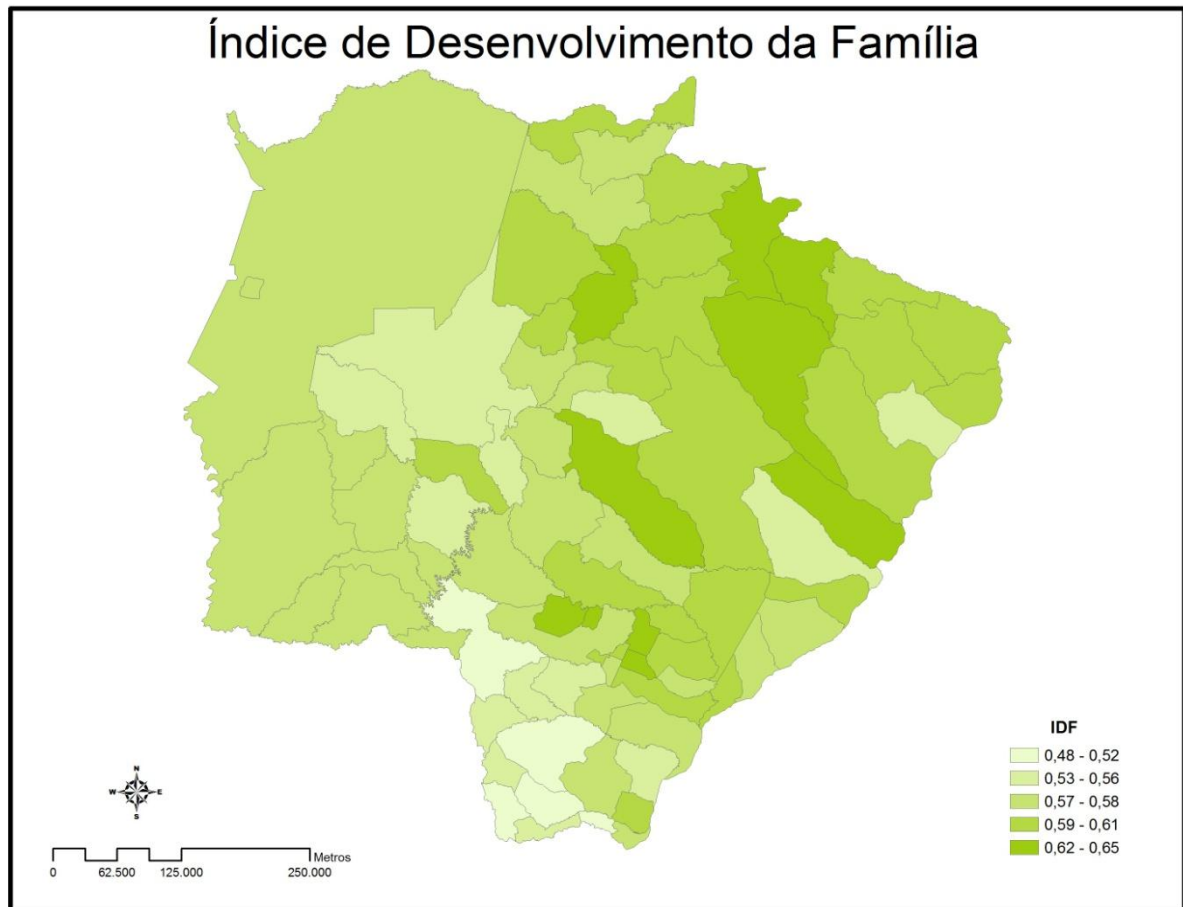 Índice de Desenvolvimento da Família
IDF
0,48 - 0,52
0,53 - 0,56
0,57 - 0,58
0,59 - 0,61
0,62 - 0,65
N
W E
S
Metros
0 62.500 125.000 250.000